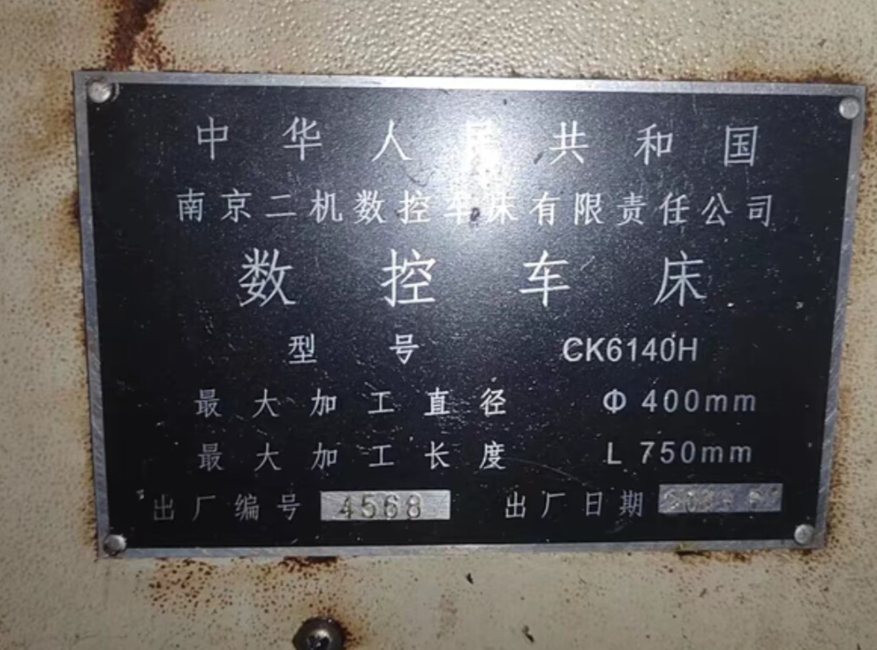 中华人民共和国
南京二机数控车床有限责任公司
数控车床
型号 CK6140H
最大加工直径 Φ400mm
最大加工长度 L 750mm
出厂编号 4568 出厂日期